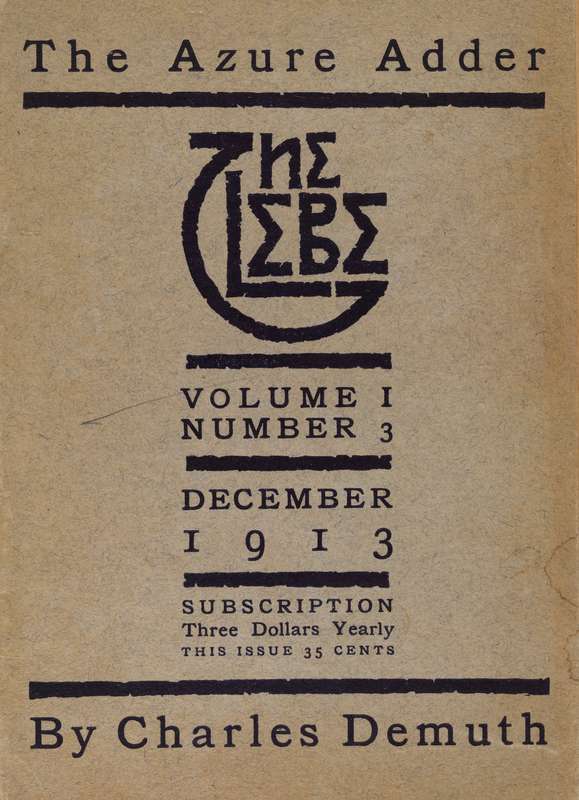 The Azure Adder
THE
GLEBE
VOLUME I
NUMBER 3
DECEMBER
1913
SUBSCRIPTION
Three Dollars Yearly
THIS ISSUE 35 CENTS
By Charles Demuth